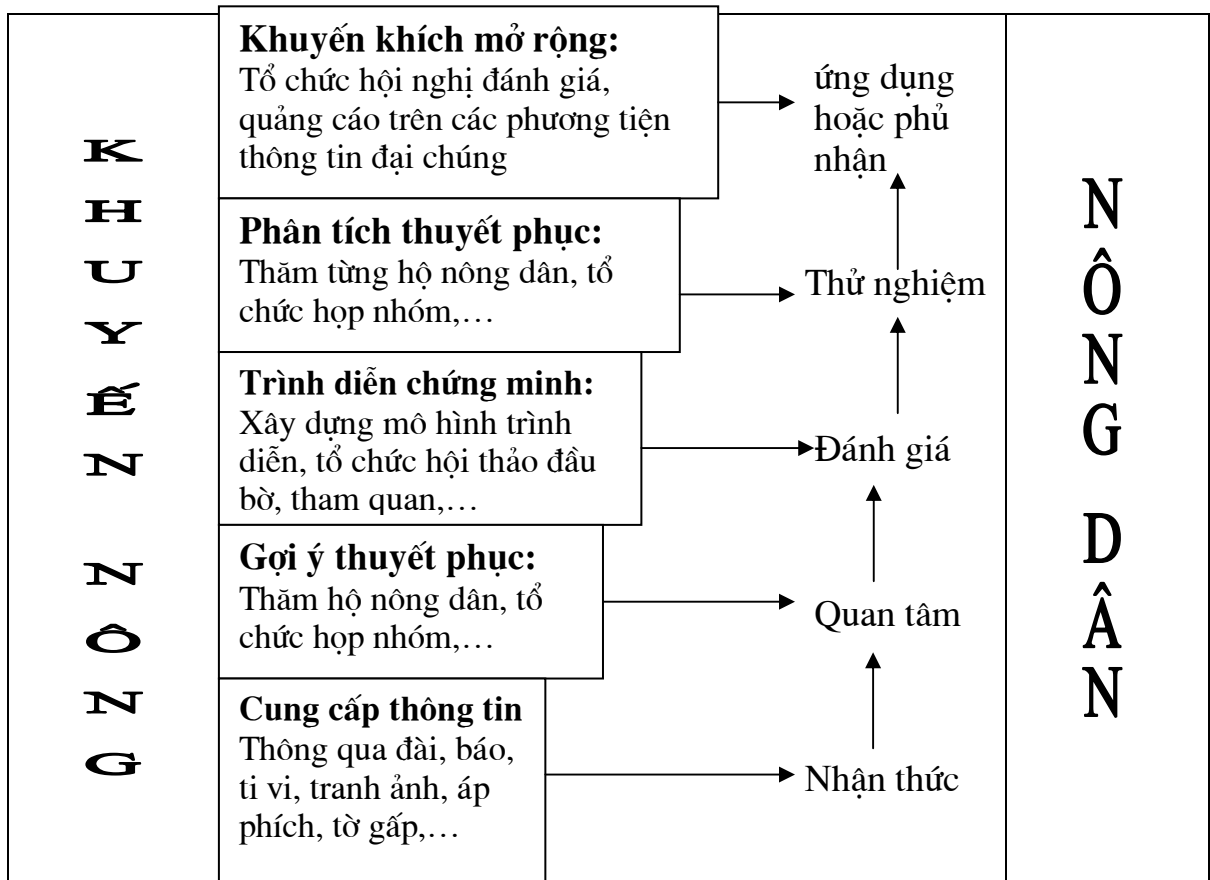 KHUYẾN NÔNG
Khuyến khích mở rộng:
Tổ chức hội nghị đánh giá,
quảng cáo trên các phương tiện
thông tin đại chúng
ứng dụng
hoặc phủ
nhận
Phân tích thuyết phục:
Thăm từng hộ nông dân, tổ
chức họp nhóm,…
Thử nghiệm
Trình diễn chứng minh:
Xây dựng mô hình trình
diễn, tổ chức hội thảo đầu
bờ, tham quan,…
Đánh giá
Gợi ý thuyết phục:
Thăm hộ nông dân, tổ
chức họp nhóm,…
Quan tâm
Cung cấp thông tin
Thông qua đài, báo,
ti vi, tranh ảnh, áp
phích, tờ gấp,…
Nhận thức
NÔNG DÂN